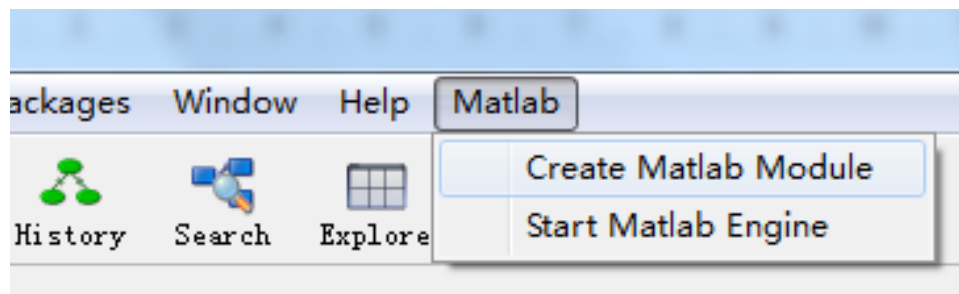 ackages Window Help Matlab
Create Matlab Module
History Search Explore
Start Matlab Engine